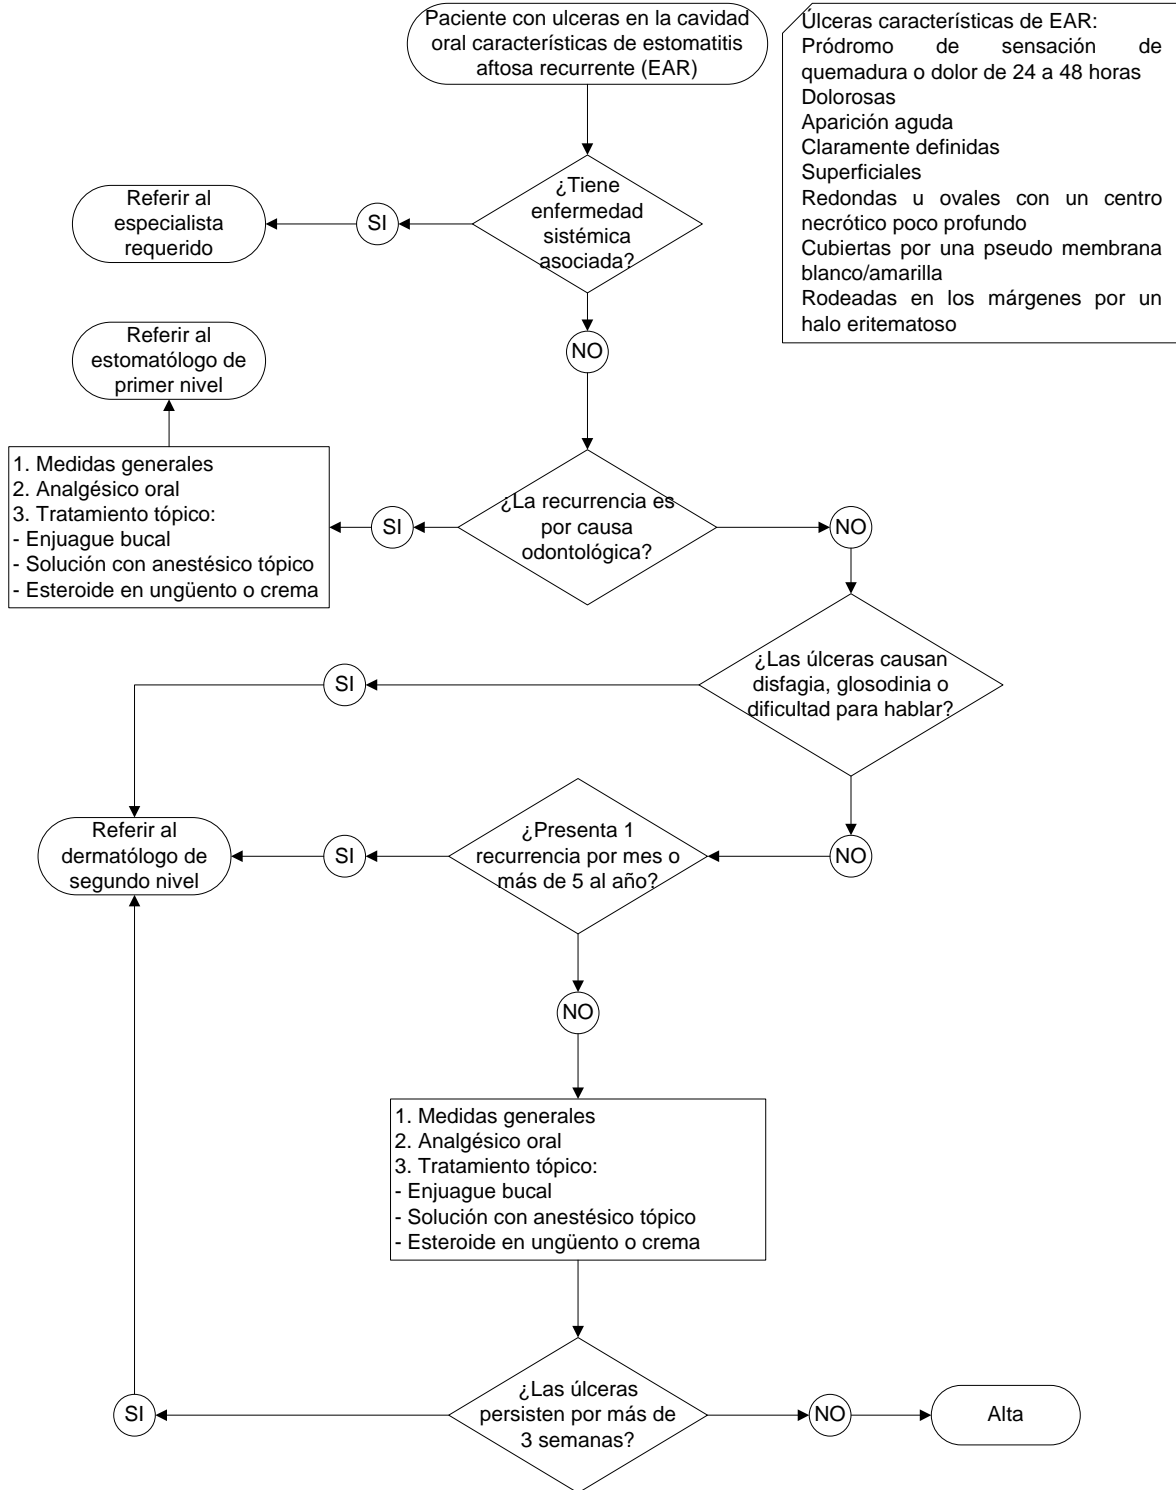 Paciente con ulceras en la cavidad
oral características de estomatitis
aftosa recurrente (EAR)
Úlceras características de EAR:
Pródromo de sensación de
quemadura o dolor de 24 a 48 horas
Dolorosas
Aparición aguda
Claramente definidas
Superficiales
Redondas u ovales con un centro
necrótico poco profundo
Cubiertas por una pseudo membrana
blanco/amarilla
Rodeadas en los márgenes por un
halo eritematoso
¿Tiene
enfermedad
sistémica
asociada?
SI
Referir al
especialista
requerido
NO
Referir al
estomatólogo de
primer nivel
1. Medidas generales
2. Analgésico oral
3. Tratamiento tópico:
- Enjuague bucal
- Solución con anestésico tópico
- Esteroide en ungüento o crema
SI
¿La recurrencia es
por causa
odontológica?
NO
¿Las úlceras causan
disfagia, glosodinia o
dificultad para hablar?
SI
NO
¿Presenta 1
recurrencia por mes o
más de 5 al año?
SI
Referir al
dermatólogo de
segundo nivel
NO
1. Medidas generales
2. Analgésico oral
3. Tratamiento tópico:
- Enjuague bucal
- Solución con anestésico tópico
- Esteroide en ungüento o crema
¿Las úlceras
persisten por más de
3 semanas?
SI
NO
Alta